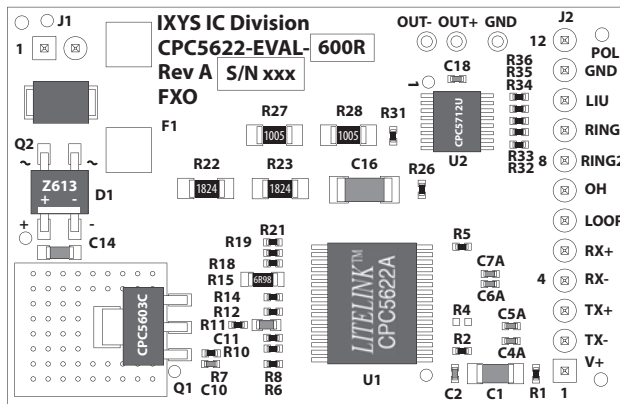 J1
1
IXYS IC Division
CPC5622-EVAL-600R
Rev A S/N xxx
FXO
OUT- OUT+ GND
J2
12
POL
GND
LIU
RING
8 RING2
OH
LOOP
RX+
4 RX-
TX+
TX-
V+
1
C18
1
CPC5712U
U2
R36
R35
R34
R33
R32
F1
R27
1005
R28
1005
R31
R22
1824
R23
1824
C16
R26
Q2
~ ~
Z613
+ -
D1
+ -
C14
CPC5603C
Q1
R21
R19
R18
R15
6R98
R14
R12
R11
C11
R10
R7
C10
R8
R6
LITELINK
CPC5622A
U1
R5
C7A
C6A
R4
C5A
R2
C4A
C2
C1
R1